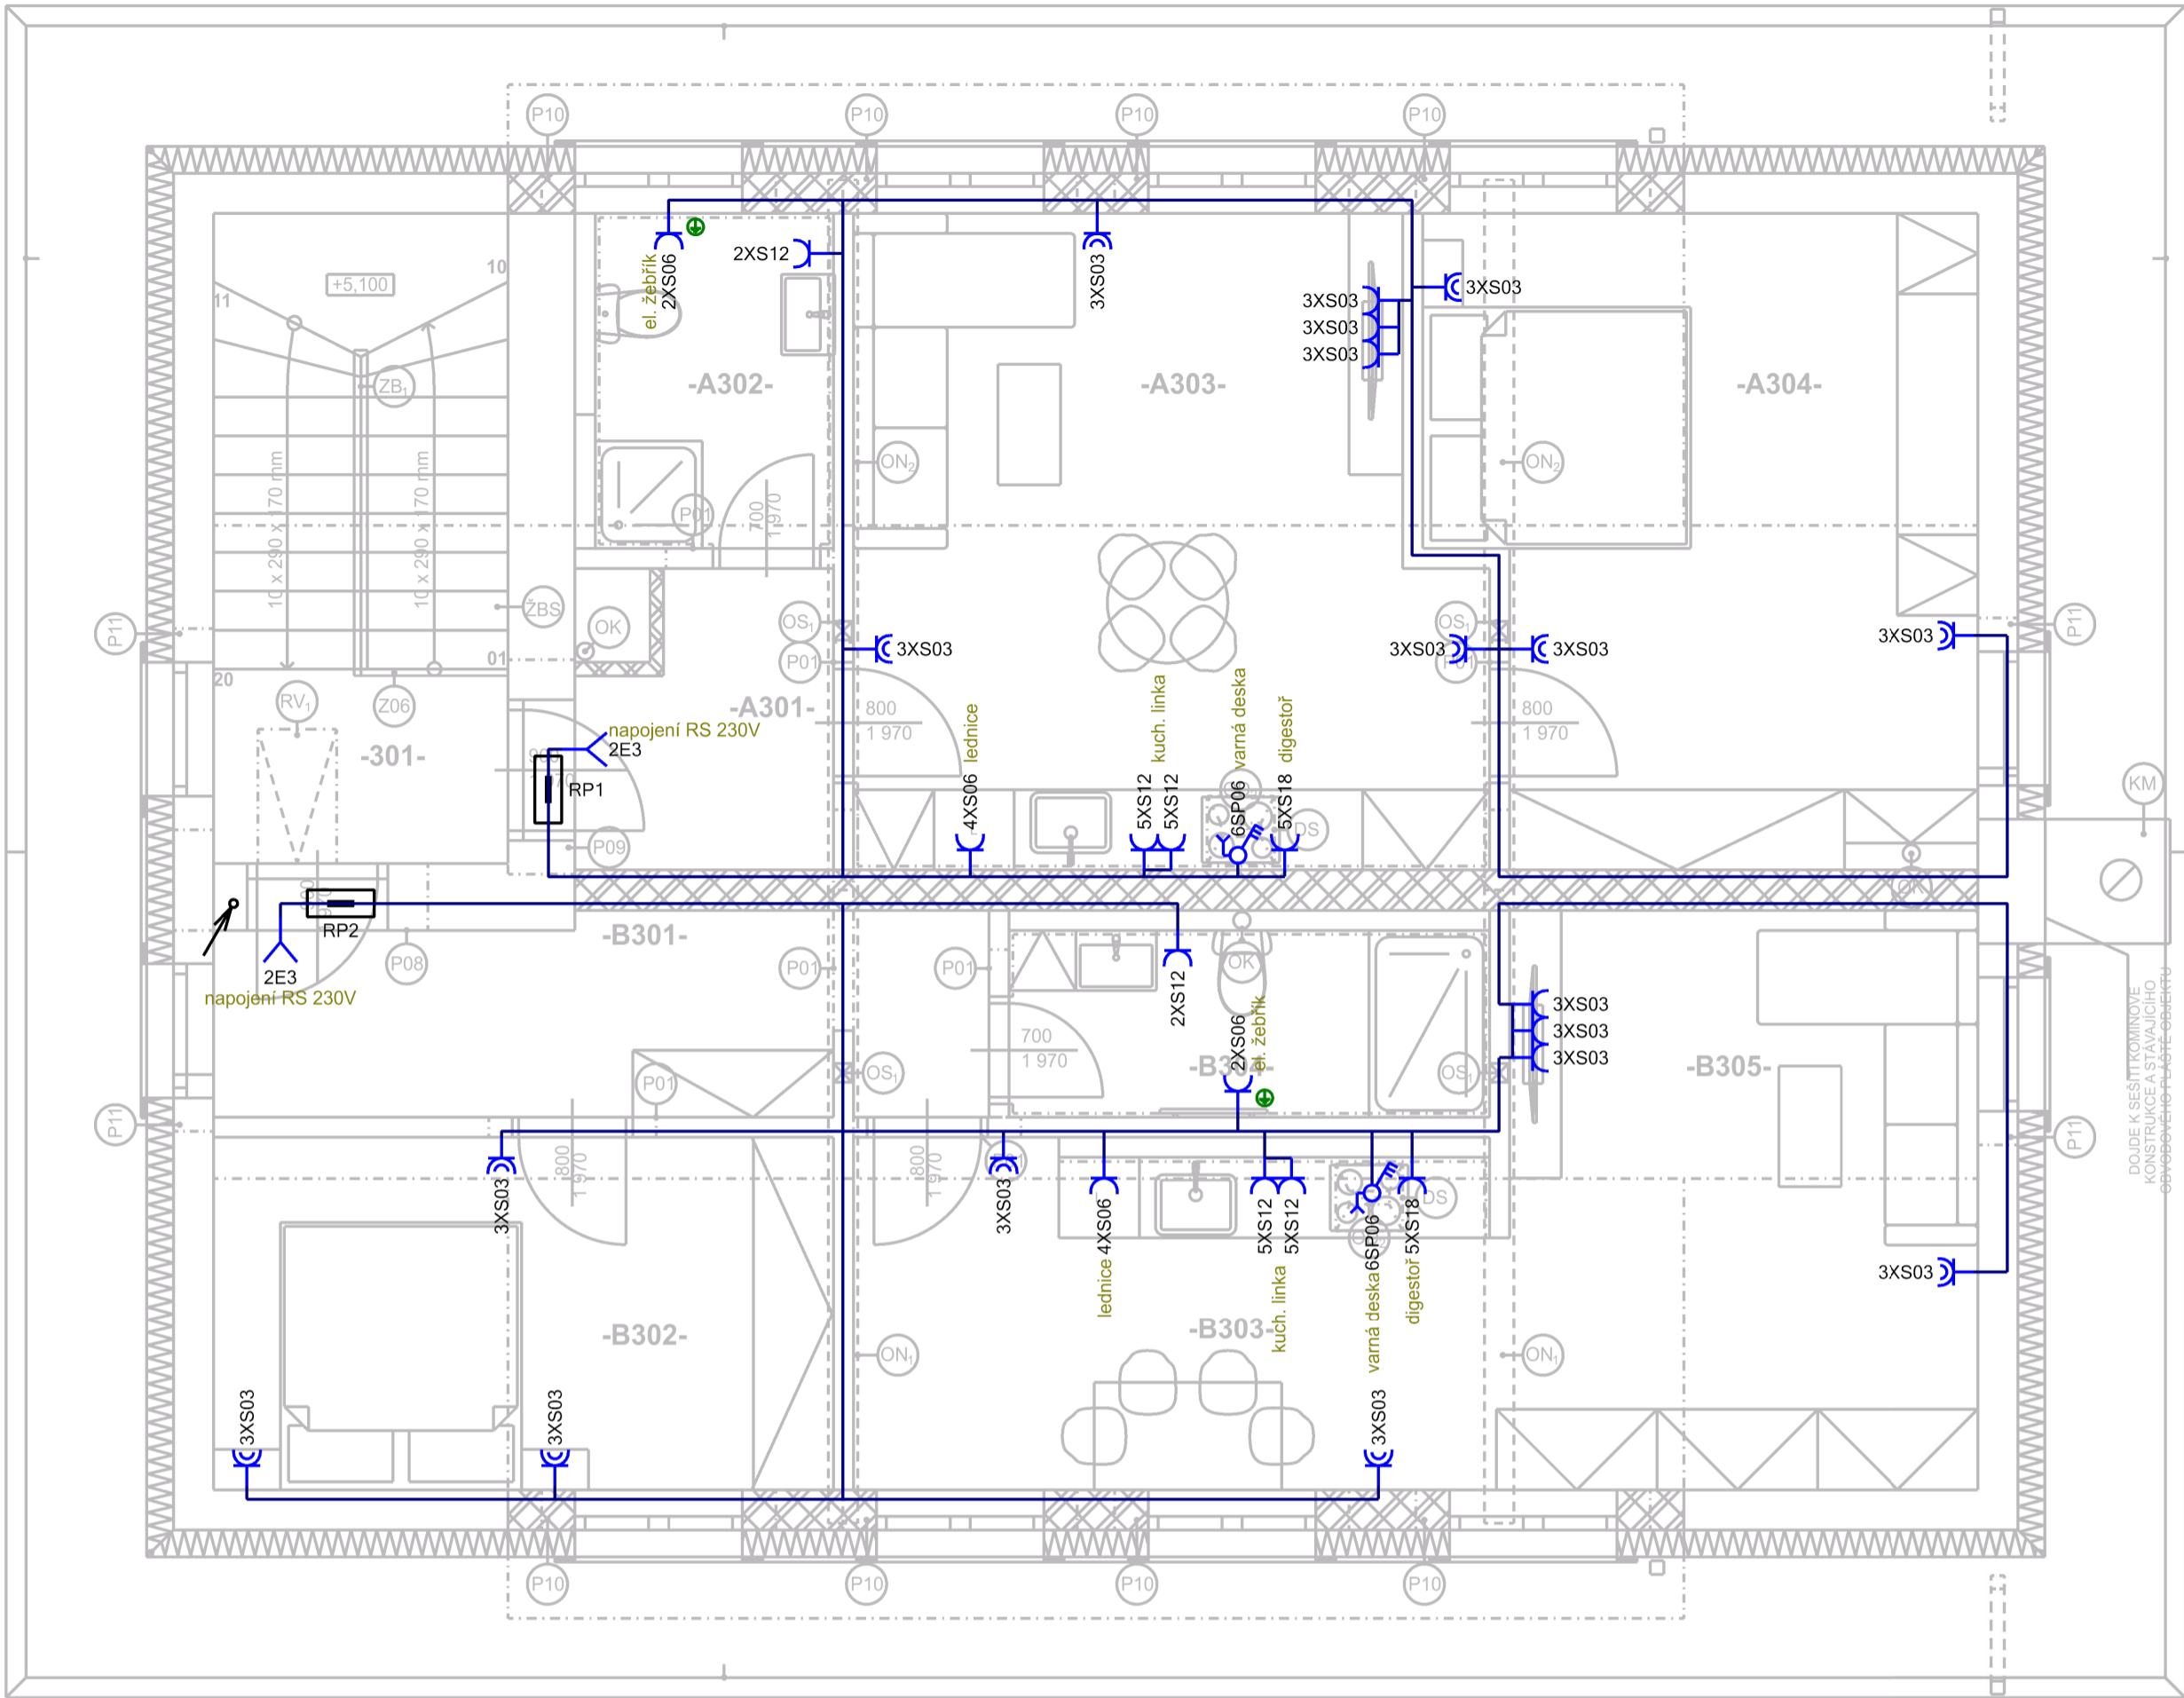 P10
P10
P10
P10
2XS06
el. žebřík
2XS12
3XS03
3XS03
3XS03
3XS03
3XS03
10
11
+5,100
ZB1
-A302-
-A303-
-A304-
ON2
ON2
10 x 290 x 170 mm
10 x 290 x 170 mm
P01
700
1970
ŽBS
OK
OS1
P01
3XS03
3XS03
OS1
3XS03
3XS03
P11
P11
01
20
RV1
Z06
-301-
-A301-
napojení RS 230V
2E3
RP1
800
1 970
lednice
4XS06
kuch. linka
5XS12
5XS12
varná deska
6SP06
digestoř
5XS18
DS
800
1 970
KM
P09
RP2
2E3
napojení RS 230V
P08
-B301-
P01
P01
2XS12
OK
2XS06
el. žebřík
700
1 970
-B304-
OS1
OS1
P01
3XS03
3XS03
3XS03
-B305-
DOJDE K SEŠITÍ KOMÍNOVÉ
KONSTRUKCE A STÁVAJÍCÍHO
OBVODOVÉHO PLÁŠTĚ OBJEKTU
P11
P11
800
1 970
800
1 970
3XS03
3XS03
4XS06
lednice
5XS12
5XS12
kuch. linka
6SP06
varná deska
5XS18
digestoř
DS
3XS03
-B302-
-B303-
ON1
ON1
3XS03
3XS03
3XS03
P10
P10
P10
P10